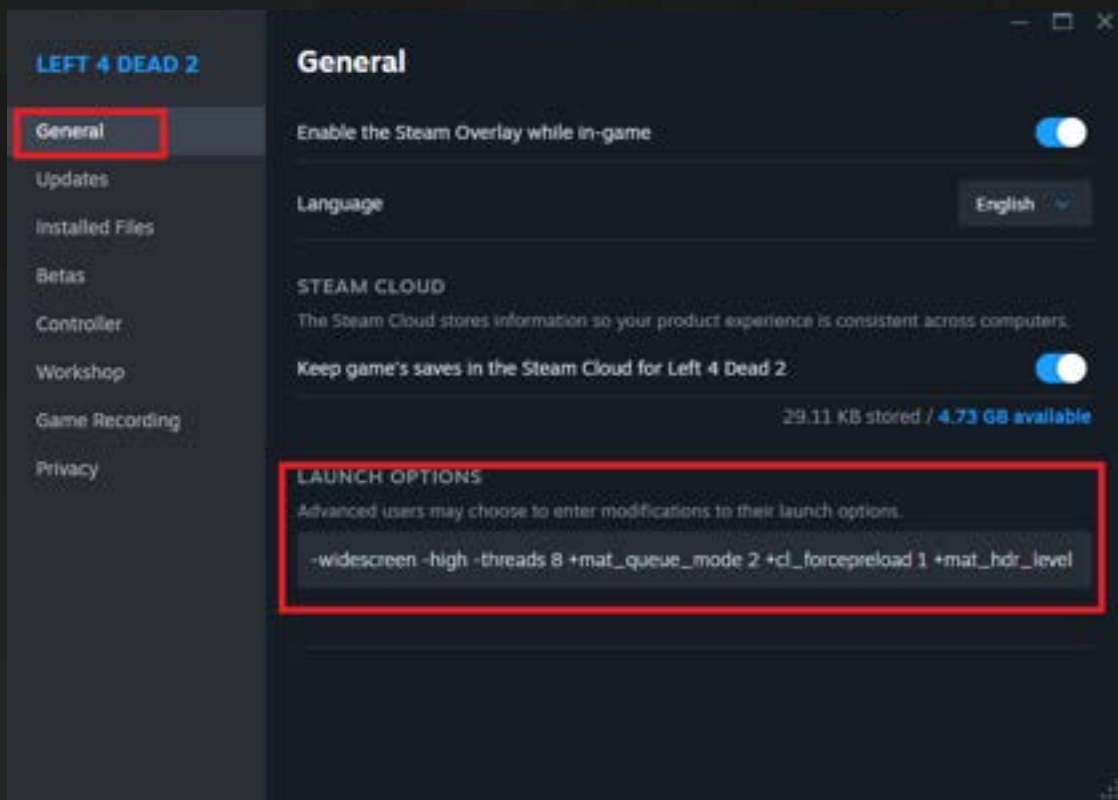 LEFT 4 DEAD 2
General
Updates
Installed Files
Betas
Controller
Workshop
Game Recording
Privacy
General
Enable the Steam Overlay while in-game
Language
English
STEAM CLOUD
The Steam Cloud stores information so your product experience is consistent across computers.
Keep game's saves in the Steam Cloud for Left 4 Dead 2
29.11 KB stored / 4.73 GB available
LAUNCH OPTIONS
Advanced users may choose to enter modifications to their launch options.
-widescreen -high -threads 8 +mat_queue_mode 2 +cl_forcepreload 1 +mat_hdr_level